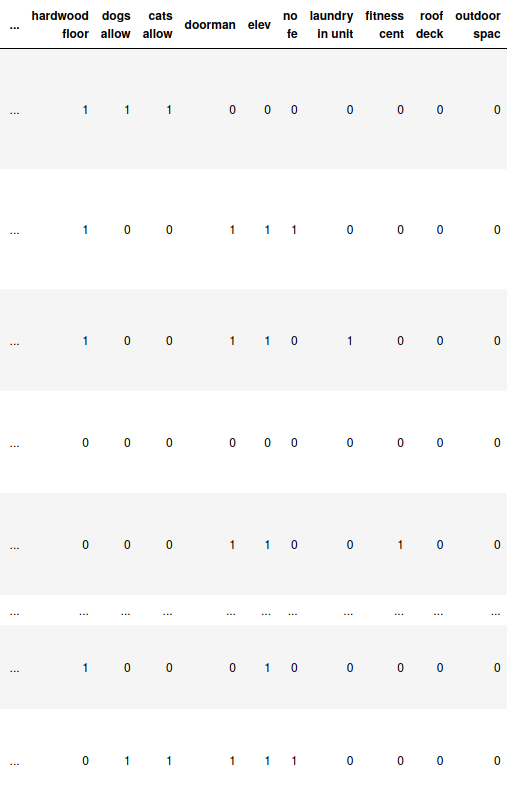 ... hardwood floor dogs allow cats allow doorman elev no fe laundry in unit fitness cent roof deck outdoor spac
... 1 1 1 0 0 0 0 0 0 0
... 1 0 0 1 1 1 0 0 0 0
... 1 0 0 1 1 0 1 0 0 0
... 0 0 0 0 0 0 0 0 0 0
... 0 0 0 1 1 0 0 1 0 0
... ... ... ... ... ... ... ... ... ... ...
... 1 0 0 0 1 0 0 0 0 0
... 0 1 1 1 1 1 0 0 0 0